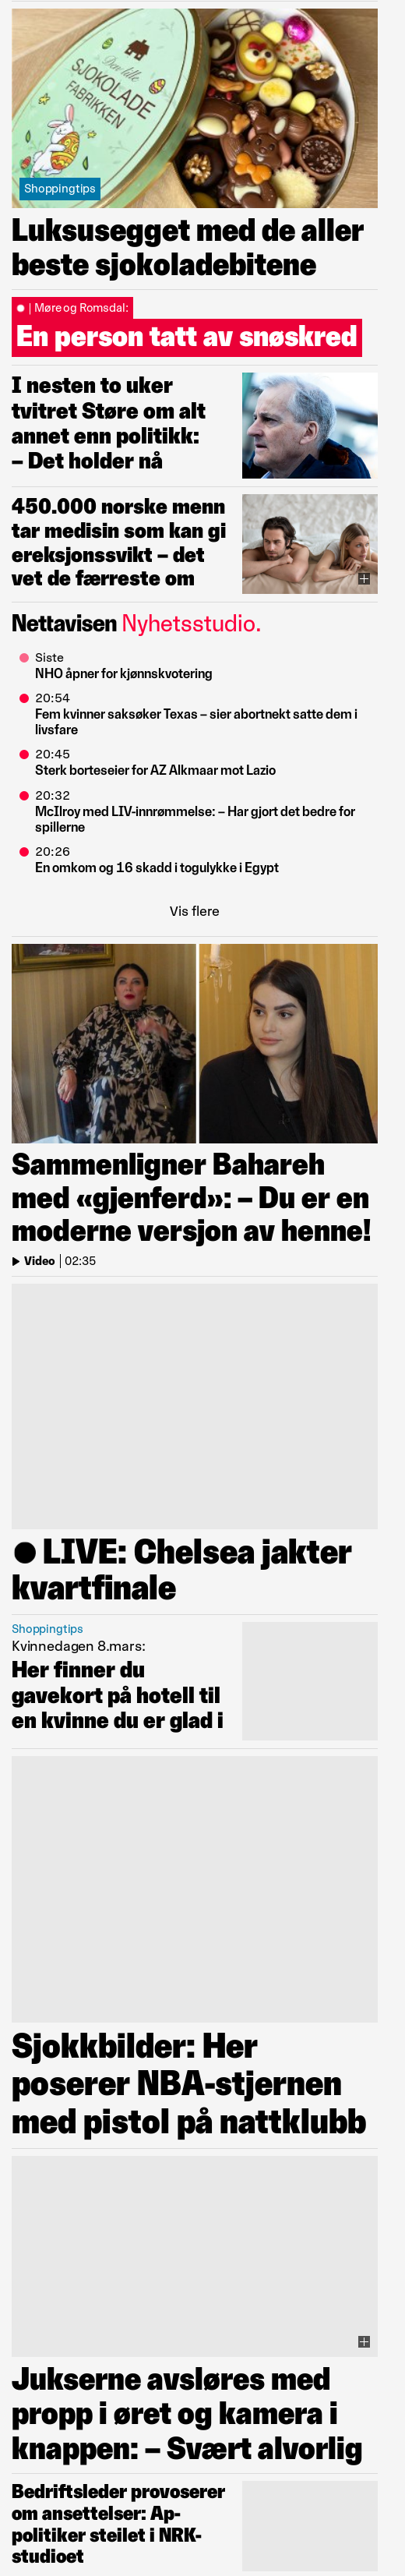 Den lille
SJOKOLADE
FABRIKKEN
Shoppingtips
Luksusegget med de aller
beste sjokoladebitene
| Møre og Romsdal:
En person tatt av snøskred
I nesten to uker
tvitret Støre om alt
annet enn politikk:
– Det holder nå
450.000 norske menn
tar medisin som kan gi
ereksjonssvikt – det
vet de færreste om
Nettavisen Nyhetsstudio.
Siste
NHO åpner for kjønnskvotering
20:54
Fem kvinner saksøker Texas – sier abortnekt satte dem i
livsfare
20:45
Sterk borteseier for AZ Alkmaar mot Lazio
20:32
McIlroy med LIV-innrømmelse: – Har gjort det bedre for
spillerne
20:26
En omkom og 16 skadd i togulykke i Egypt
Vis flere
Sammenligner Bahareh
med «gjenferd»: – Du er en
moderne versjon av henne!
Video | 02:35
● LIVE: Chelsea jakter
kvartfinale
Shoppingtips
Kvinnedagen 8.mars:
Her finner du
gavekort på hotell til
en kvinne du er glad i
Sjokkbilder: Her
poserer NBA-stjernen
med pistol på nattklubb
Jukserne avsløres med
propp i øret og kamera i
knappen: – Svært alvorlig
Bedriftsleder provoserer
om ansettelser: Ap-
politiker steilet i NRK-
studioet